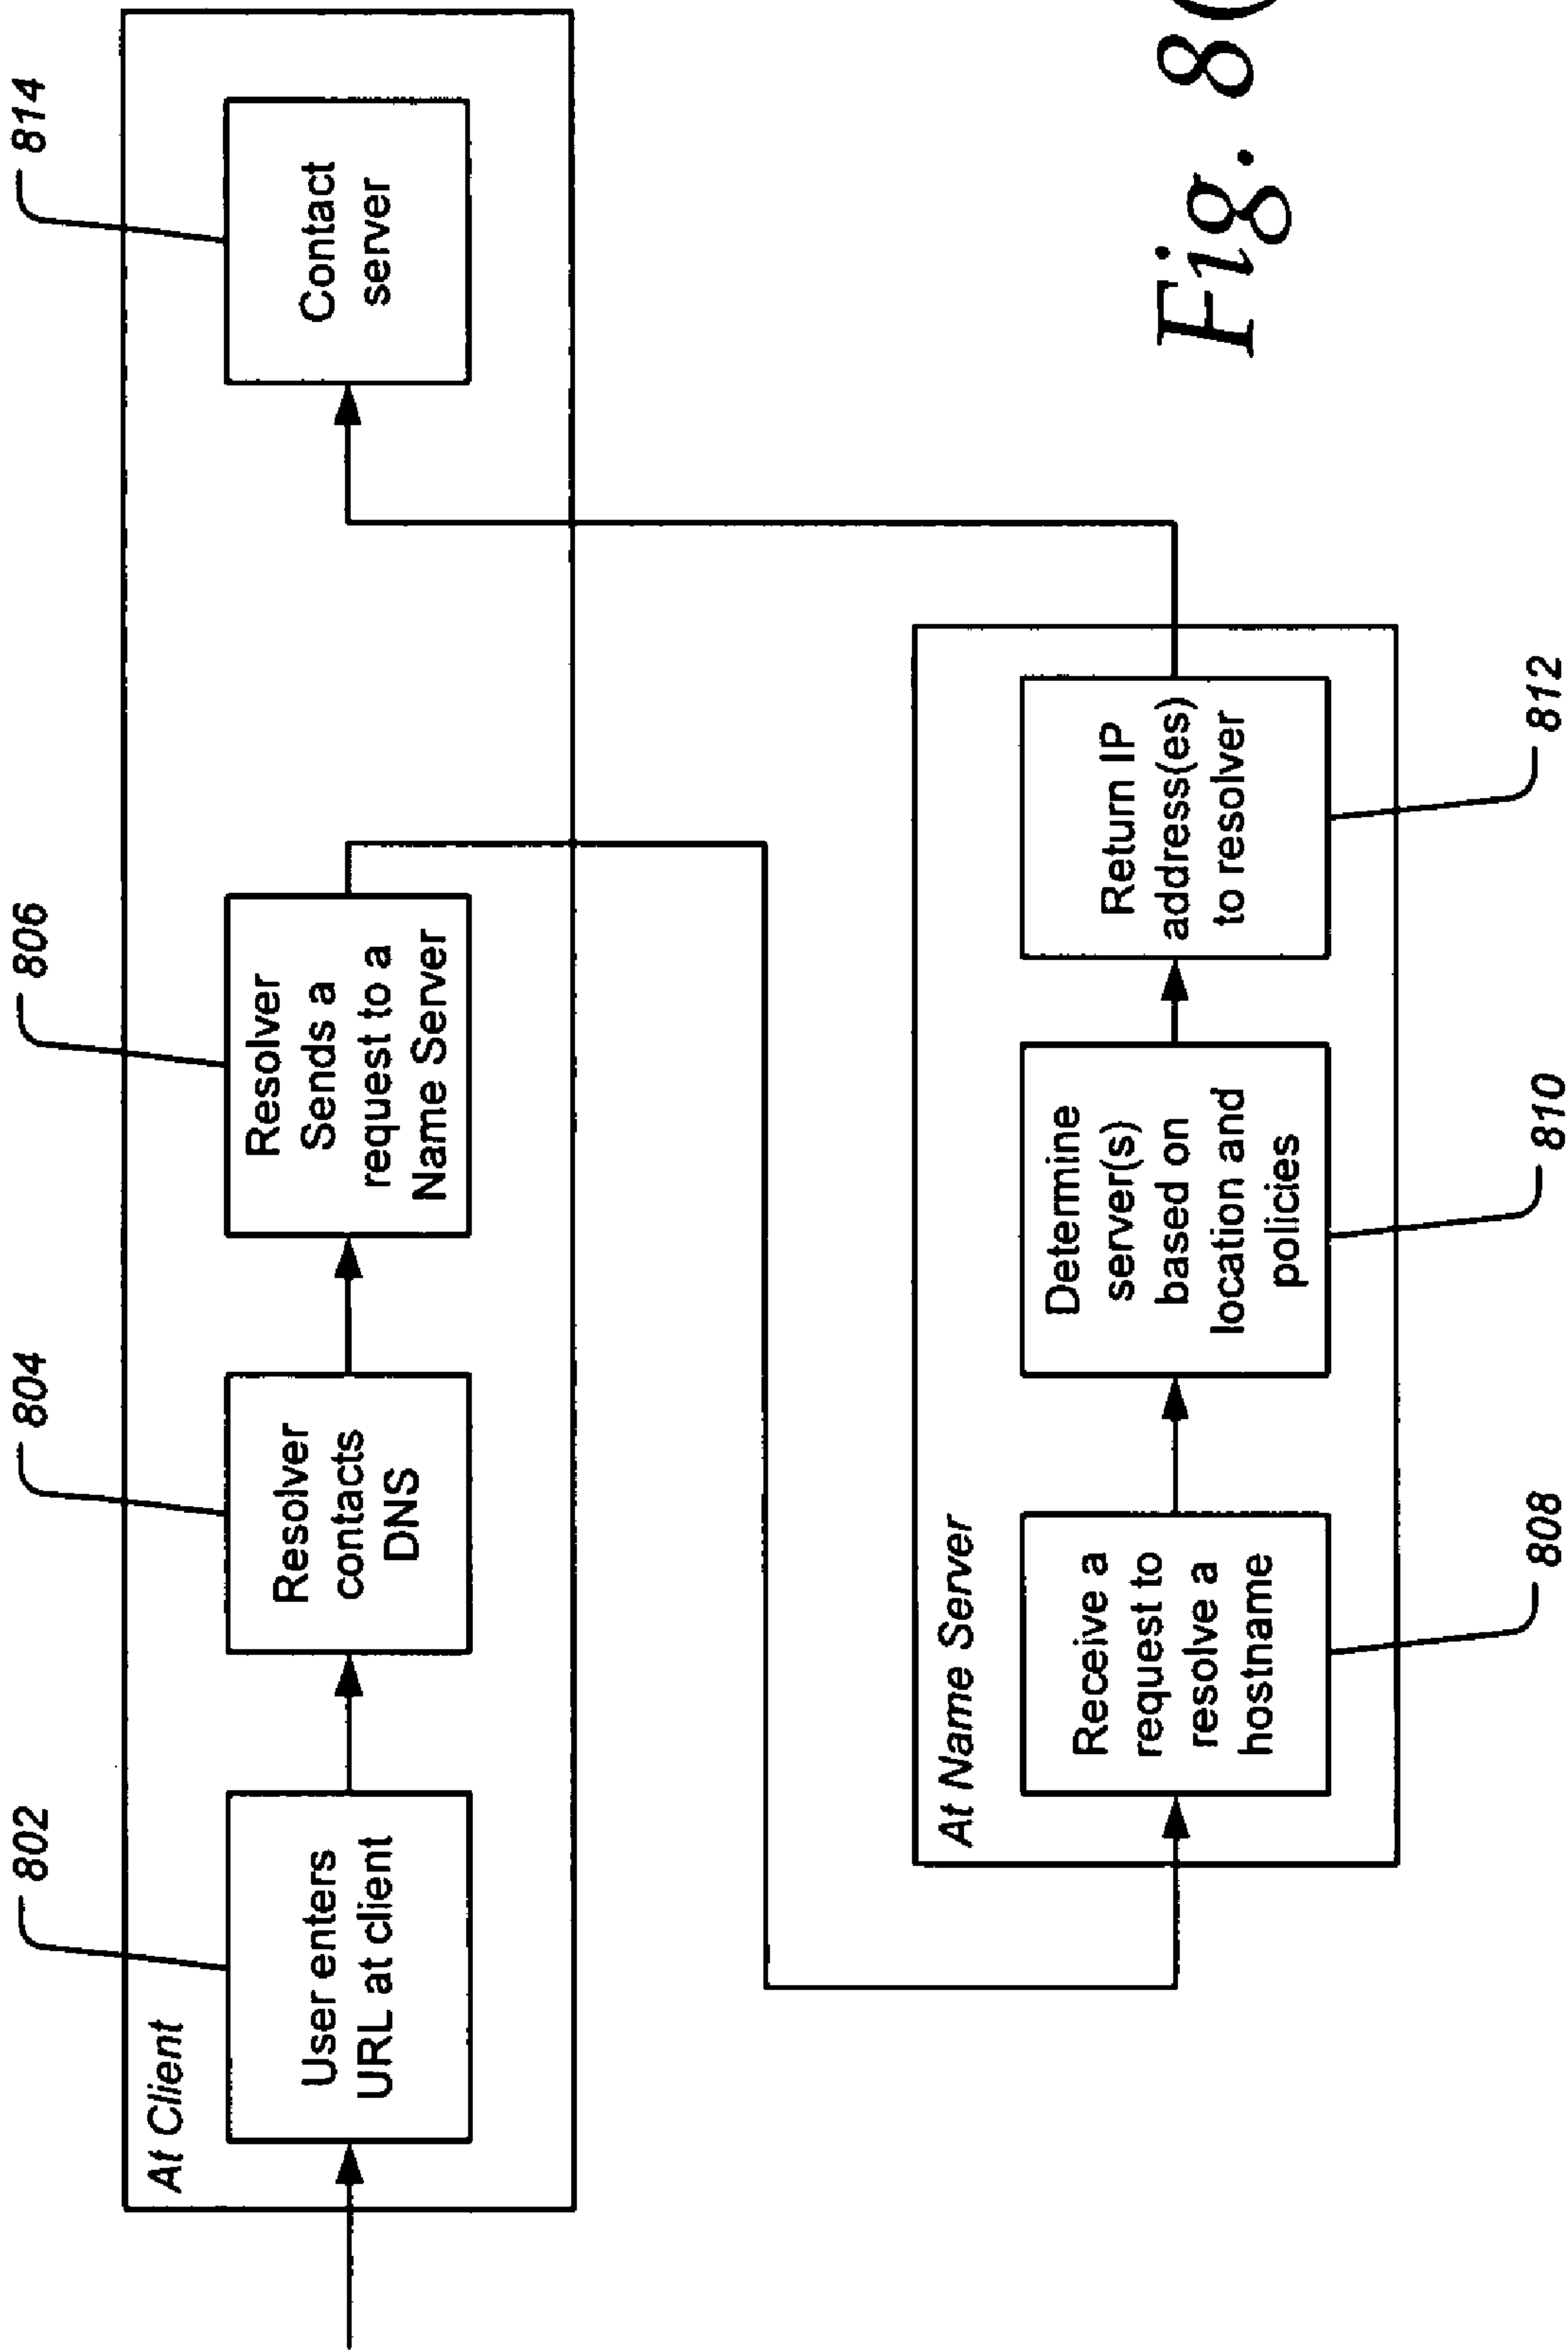 802
804
806
814
At Client
User enters
URL at client
Resolver
contacts
DNS
Resolver
Sends a
request to a
Name Server
Contact
server
At Name Server
Receive a
request to
resolve a
hostname
Determine
server(s)
based on
location and
policies
Return IP
address(es)
to resolver
808
810
812
Fig. 8(